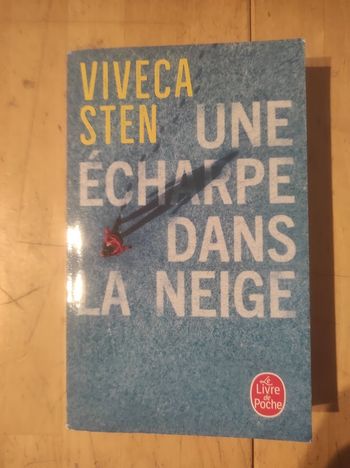 VIVECA
STEN UNE
ÉCHARPE
DANS
LA NEIGE
Le
Livre
de
Poche